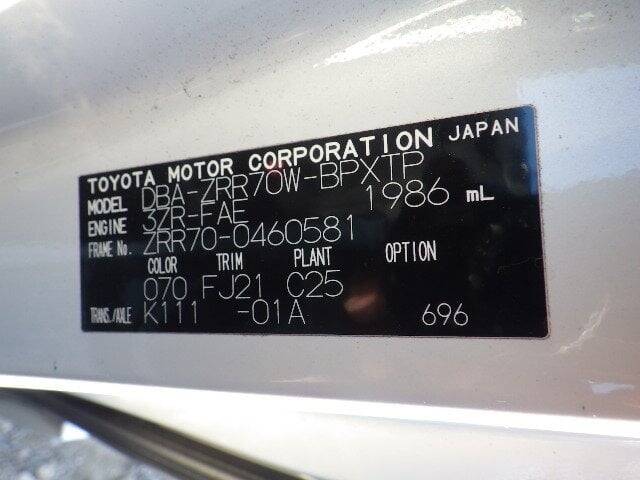 TOYOTA MOTOR CORPORATION JAPAN
MODEL DBA-ZRR70W-BPXTP
ENGINE 3ZR-FAE 1986 mL
FRAME No. ZRR70-0460581
COLOR TRIM PLANT OPTION
070 FJ21 C25
TRANS./AXLE K111 -01A 696